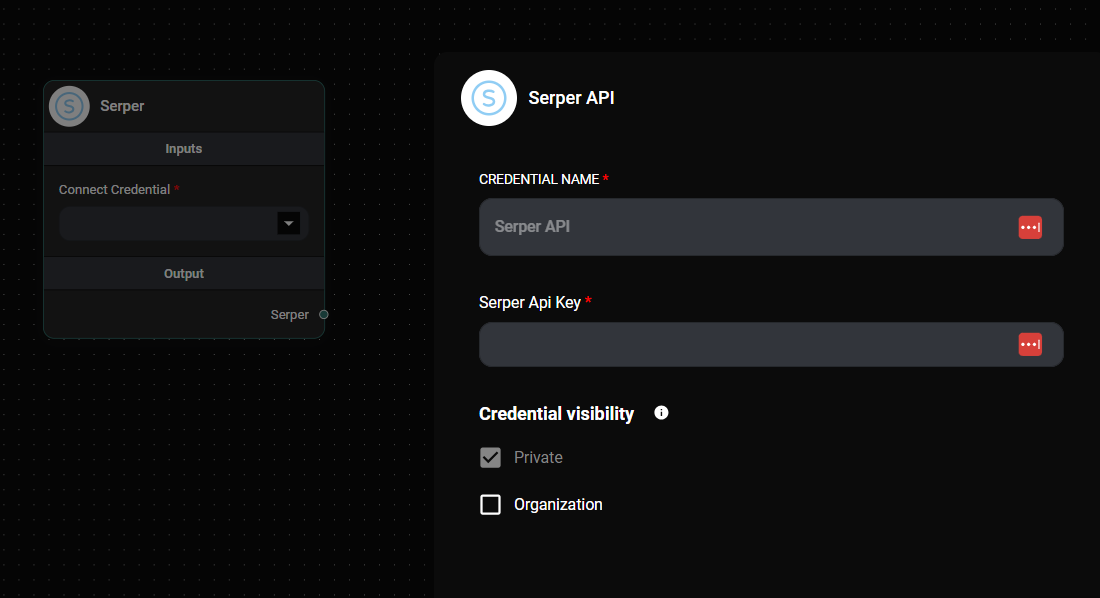 Serper
Inputs
Connect Credential *
Output
Serper
Serper API
CREDENTIAL NAME *
Serper API
Serper Api Key *
Credential visibility
Private
Organization